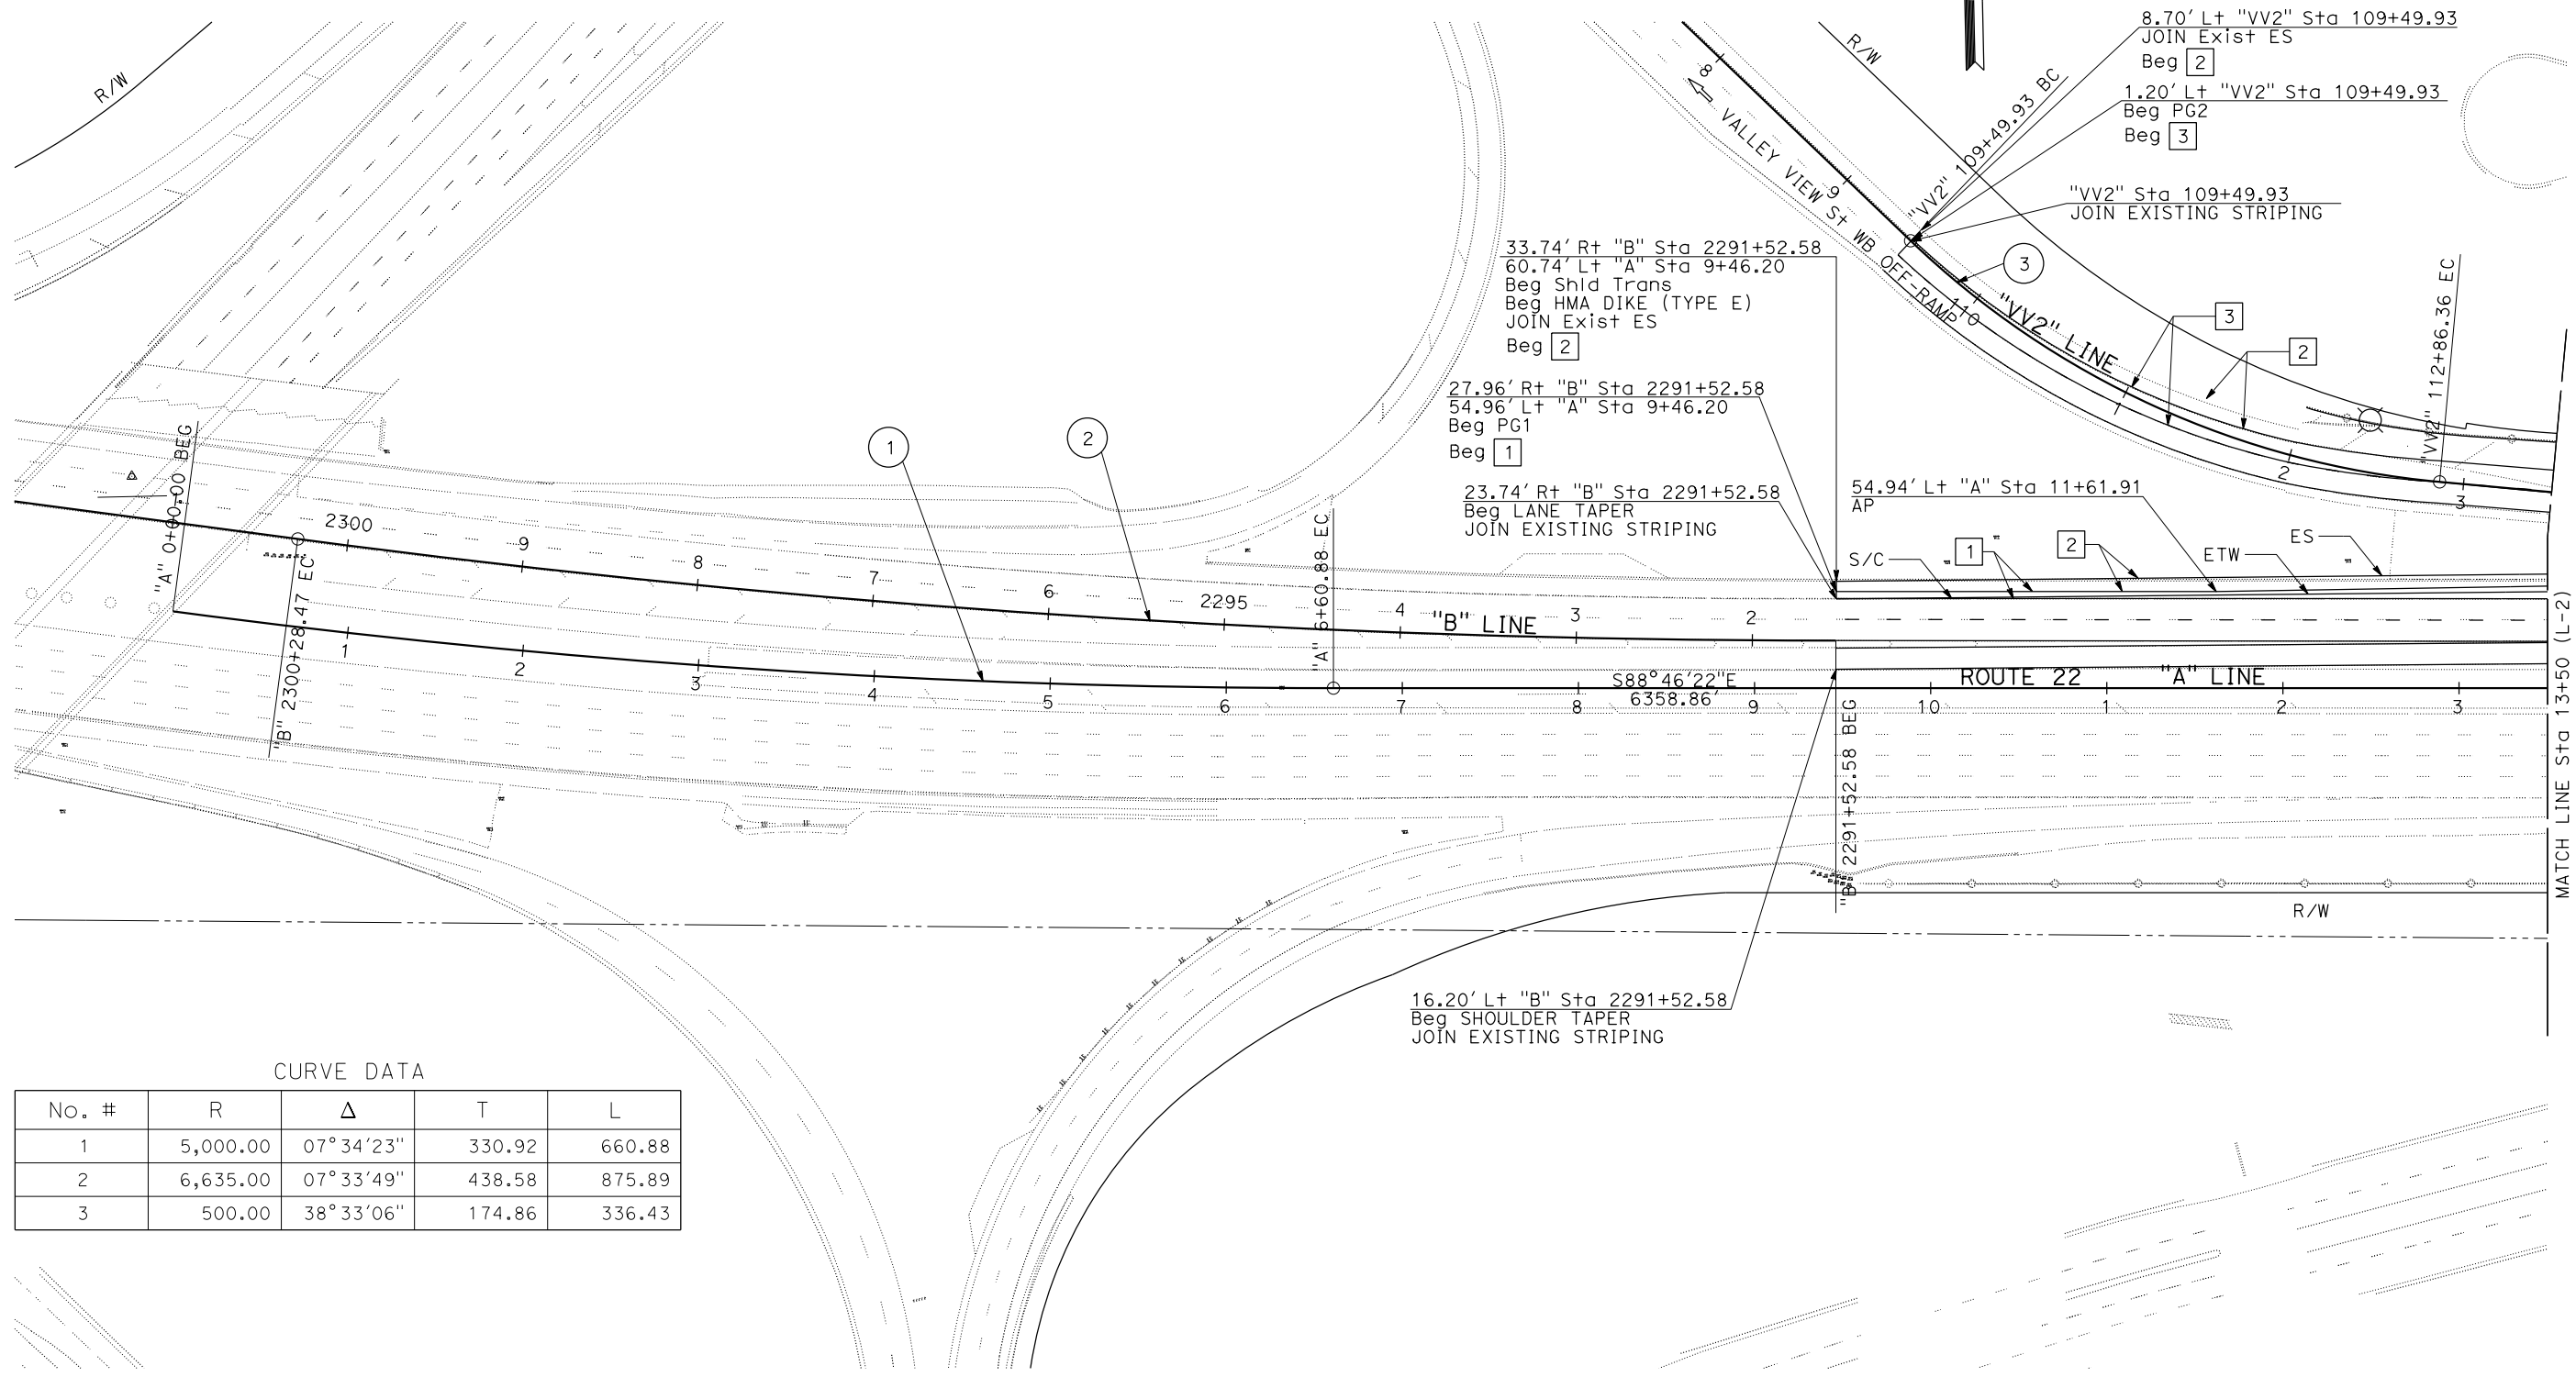 R/W
R/W
8.70' Lt "VV2" Sta 109+49.93
JOIN Exist ES
Beg 2
1.20' Lt "VV2" Sta 109+49.93
Beg PG2
Beg 3
"VV2" Sta 109+49.93
JOIN EXISTING STRIPING
"VV2" 109+49.93 BC
8
9
110
1
2
3
VALLEY VIEW St WB OFF-RAMP
"VV2" LINE
3
3
2
"VV2" 112+86.36 EC
33.74' Rt "B" Sta 2291+52.58
60.74' Lt "A" Sta 9+46.20
Beg Shld Trans
Beg HMA DIKE (TYPE E)
JOIN Exist ES
Beg 2
27.96' Rt "B" Sta 2291+52.58
54.96' Lt "A" Sta 9+46.20
Beg PG1
Beg 1
23.74' Rt "B" Sta 2291+52.58
Beg LANE TAPER
JOIN EXISTING STRIPING
54.94' Lt "A" Sta 11+61.91
AP
S/C
1
2
ETW
ES
1
2
"A" 0+00.00 BEG
"B" 2300+28.47 EC
"A" 6+60.88 EC
2300
9
8
7
6
2295
4
3
2
"B" LINE
1
2
3
4
5
6
7
8
9
10
1
2
3
S88°46'22"E
6358.86'
ROUTE 22
"A" LINE
"B" 2291+52.58 BEG
MATCH LINE Sta 13+50 (L-2)
R/W
16.20' Lt "B" Sta 2291+52.58
Beg SHOULDER TAPER
JOIN EXISTING STRIPING
CURVE DATA
No. # R Δ T L
1 5,000.00 07°34'23" 330.92 660.88
2 6,635.00 07°33'49" 438.58 875.89
3 500.00 38°33'06" 174.86 336.43